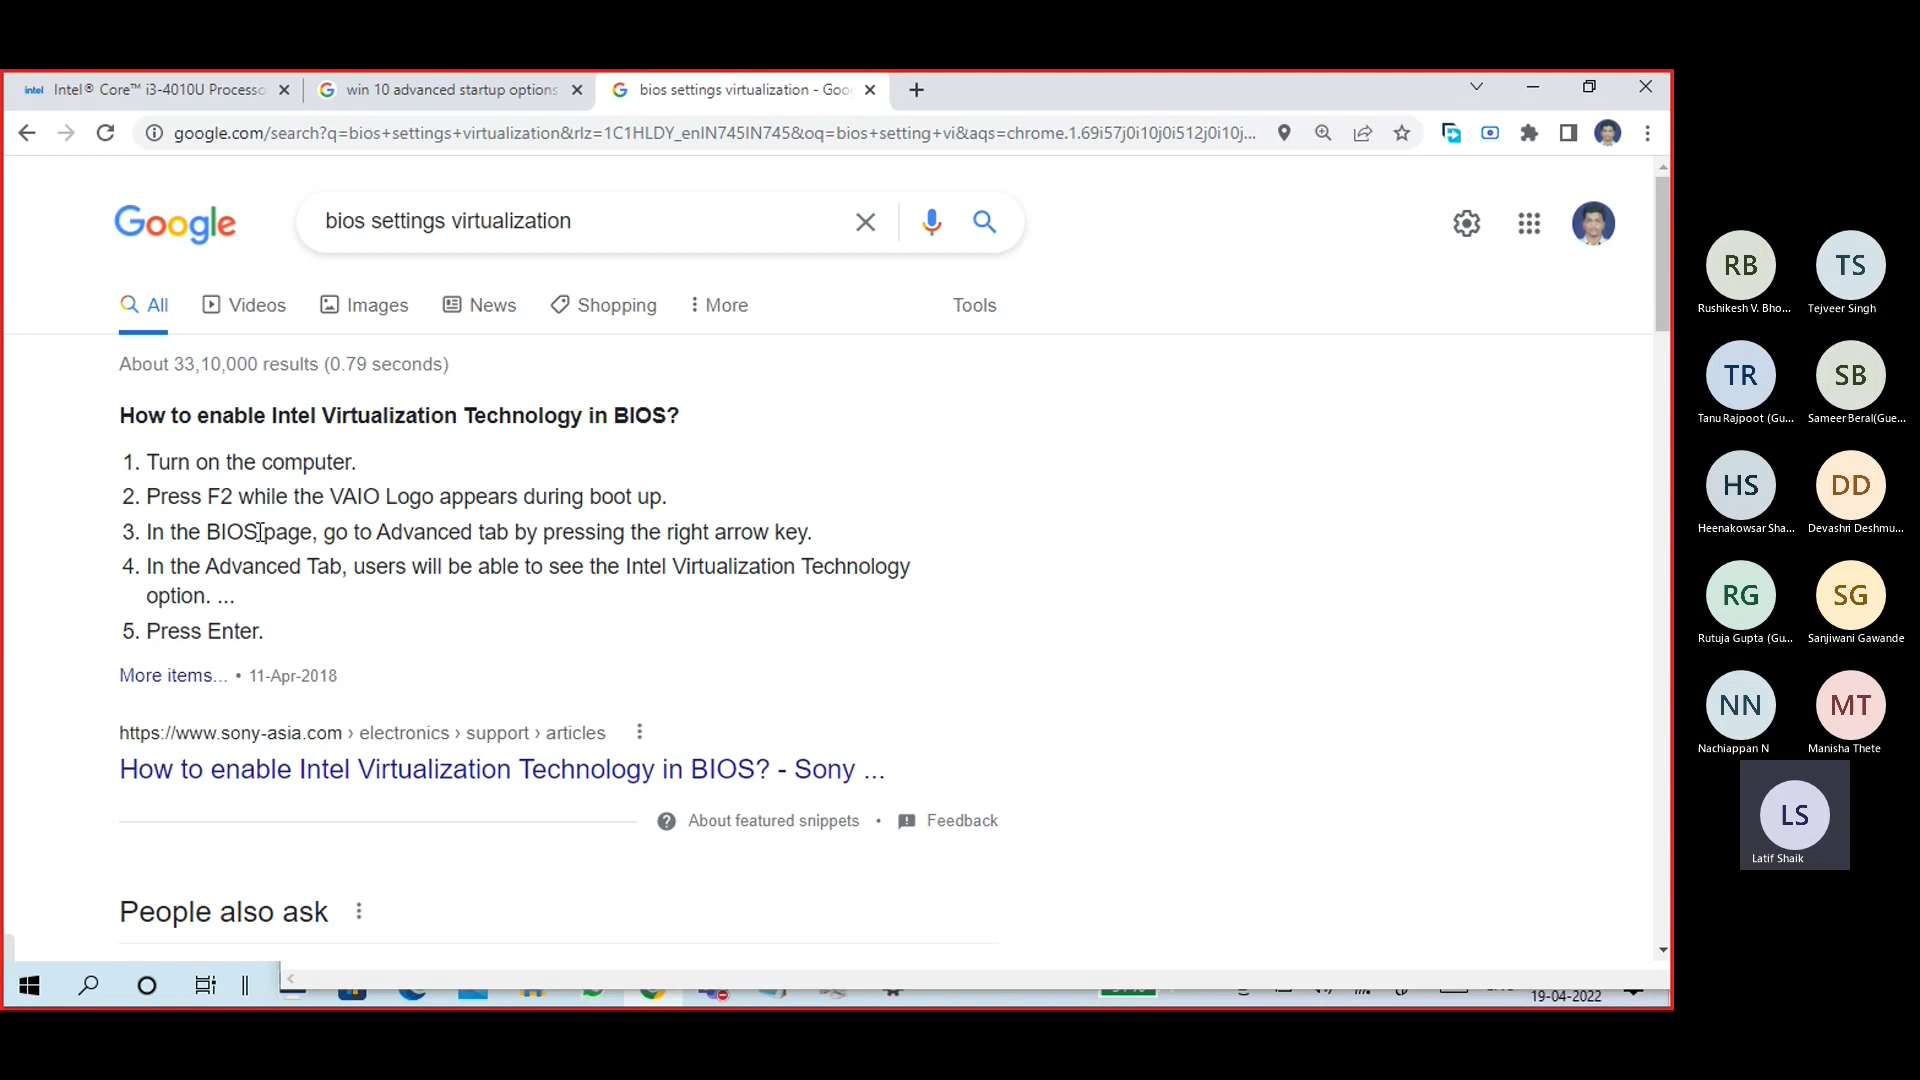 intel Intel® Core™ i3-4010U Processo
win 10 advanced startup options
bios settings virtualization - Goo
google.com/search?q=bios+settings+virtualization&rlz=1C1HLDY_enIN745IN745&oq=bios+setting+vi&aqs=chrome.1.69i57j0i10j0i512j0i10j...
Google
bios settings virtualization
All Videos Images News Shopping More Tools
About 33,10,000 results (0.79 seconds)
How to enable Intel Virtualization Technology in BIOS?
1. Turn on the computer.
2. Press F2 while the VAIO Logo appears during boot up.
3. In the BIOS page, go to Advanced tab by pressing the right arrow key.
4. In the Advanced Tab, users will be able to see the Intel Virtualization Technology
option. ...
5. Press Enter.
More items... • 11-Apr-2018
https://www.sony-asia.com › electronics › support › articles
How to enable Intel Virtualization Technology in BIOS? - Sony ...
About featured snippets • Feedback
People also ask
19-04-2022
RB
Rushikesh V. Bho...
TS
Tejveer Singh
TR
Tanu Rajpoot (Gu...
SB
Sameer Beral(Gue...
HS
Heenakowsar Sha...
DD
Devashri Deshmu...
RG
Rutuja Gupta (Gu...
SG
Sanjiwani Gawande
NN
Nachiappan N
MT
Manisha Thete
LS
Latif Shaik